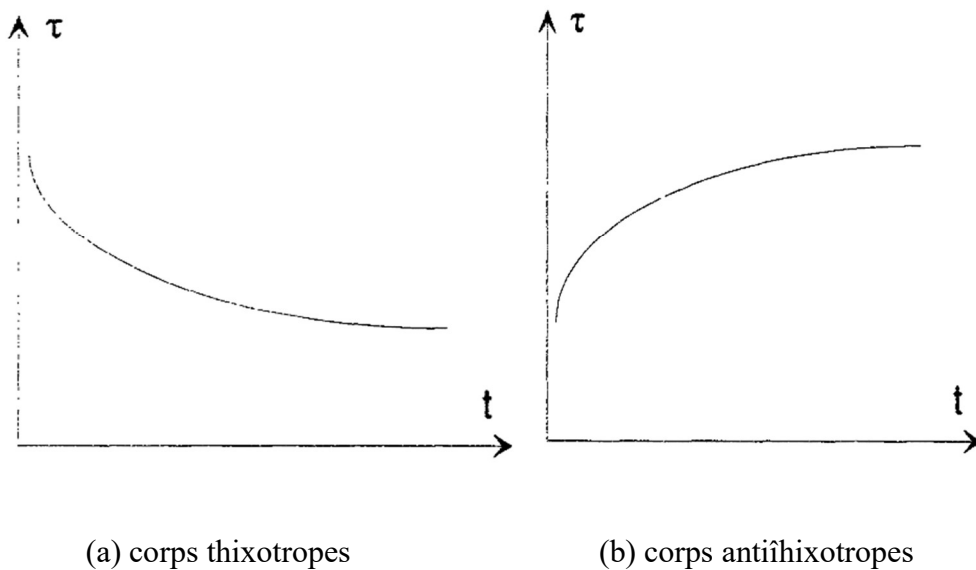 τ
τ
t
t
(a) corps thixotropes
(b) corps antiîhixotropes